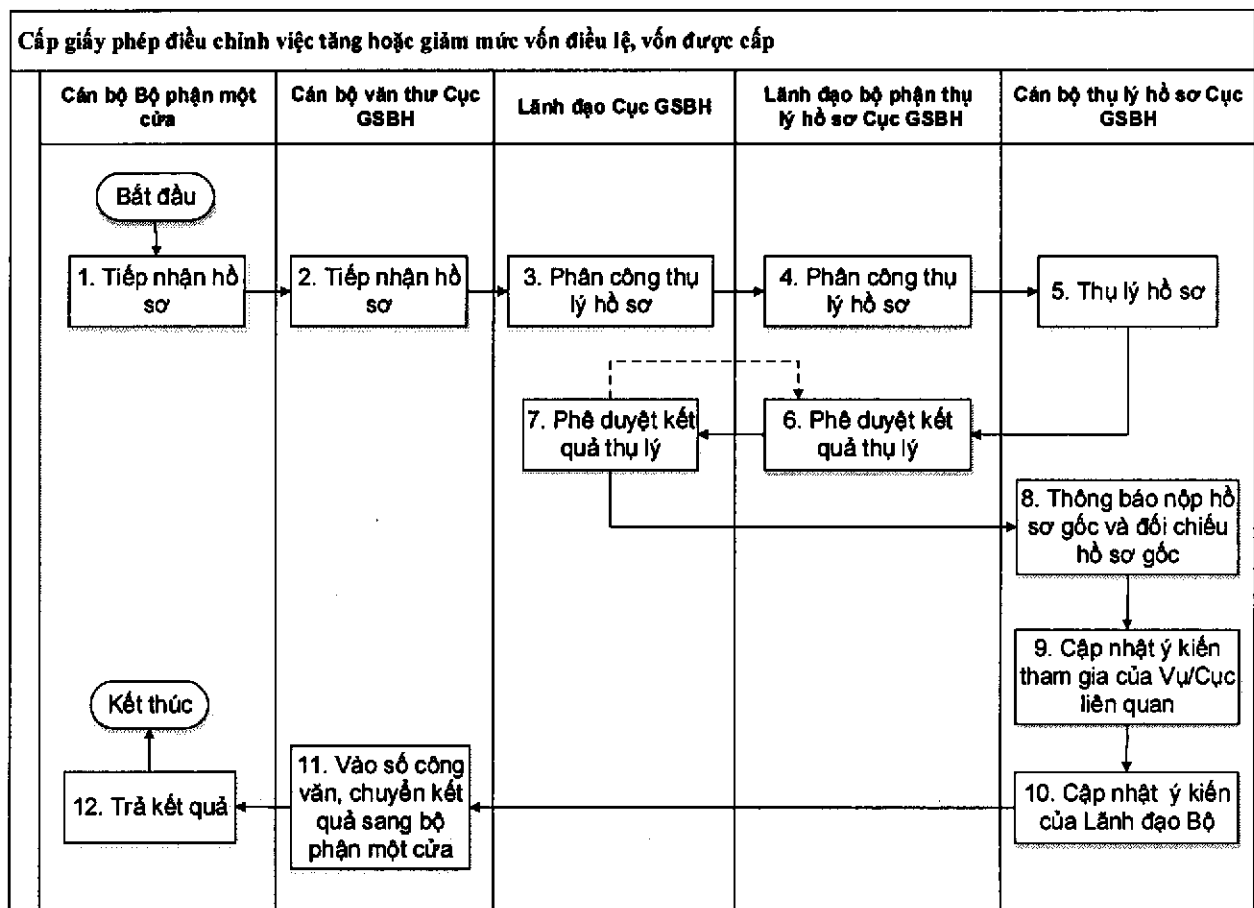 Cấp giấy phép điều chỉnh việc tăng hoặc giảm mức vốn điều lệ, vốn được cấp
Cán bộ Bộ phận một
cửa
Cán bộ văn thư Cục
GSBH
Lãnh đạo Cục GSBH
Lãnh đạo bộ phận thụ
lý hồ sơ Cục GSBH
Cán bộ thụ lý hồ sơ Cục
GSBH
Bắt đầu
1. Tiếp nhận hồ
sơ
2. Tiếp nhận hồ
sơ
3. Phân công thụ
lý hồ sơ
4. Phân công thụ
lý hồ sơ
5. Thụ lý hồ sơ
7. Phê duyệt kết
quả thụ lý
6. Phê duyệt kết
quả thụ lý
8. Thông báo nộp hồ
sơ gốc và đối chiếu
hồ sơ gốc
9. Cập nhật ý kiến
tham gia của Vụ/Cục
liên quan
Kết thúc
12. Trả kết quả
11. Vào số công
văn, chuyển kết
quả sang bộ
phận một cửa
10. Cập nhật ý kiến
của Lãnh đạo Bộ